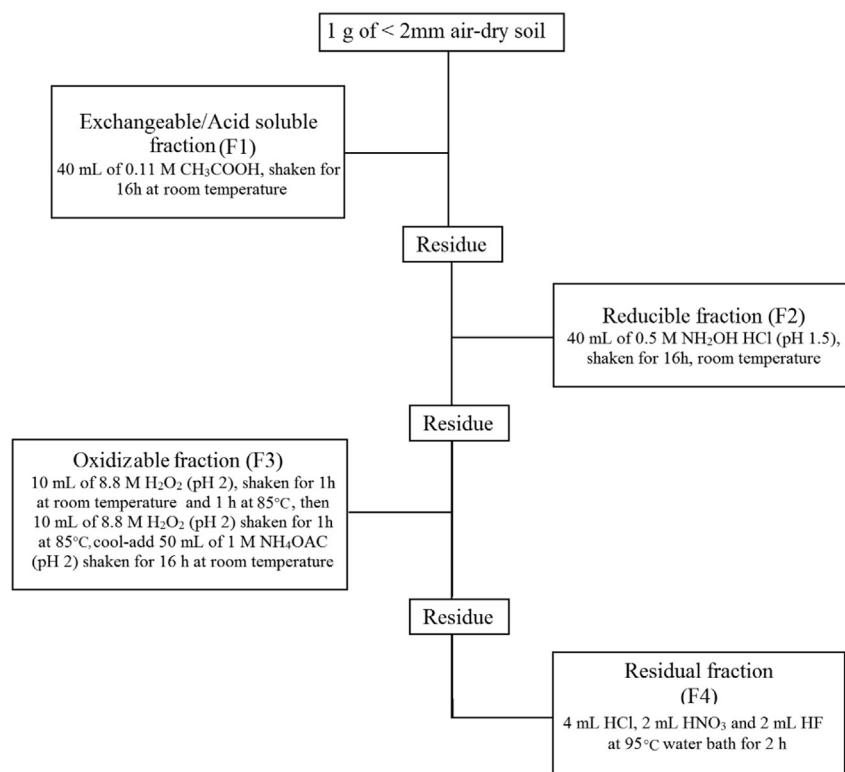 1 g of < 2mm air-dry soil
Exchangeable/Acid soluble
fraction (F1)
40 mL of 0.11 M CH₃COOH, shaken for
16h at room temperature
Residue
Reducible fraction (F2)
40 mL of 0.5 M NH₂OH HCl (pH 1.5),
shaken for 16h, room temperature
Residue
Oxidizable fraction (F3)
10 mL of 8.8 M H₂O₂ (pH 2), shaken for 1h
at room temperature and 1 h at 85°C, then
10 mL of 8.8 M H₂O₂ (pH 2) shaken for 1h
at 85°C,cool-add 50 mL of 1 M NH₄OAC
(pH 2) shaken for 16 h at room temperature
Residue
Residual fraction
(F4)
4 mL HCl, 2 mL HNO₃ and 2 mL HF
at 95°C water bath for 2 h